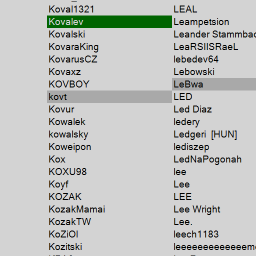 Koval1321
Kovalev
Kovalski
KovaraKing
KovarusCZ
Kovaxz
KOVBOY
kovt
Kovur
Kowalek
kowalsky
Koweipon
Kox
KOXU98
Koyf
KOZAK
KozakMamai
KozakTW
KoZiOl
Kozitski
LEAL
Leampetsion
Leander Stammbac
LeaRSIISRaeL
lebedev64
Lebowski
LeBwa
LED
Led Diaz
ledery
Ledgeri [HUN]
lediszep
LedNaPogonah
lee
Lee
LEE
Lee Wright
Lee.
leech1183